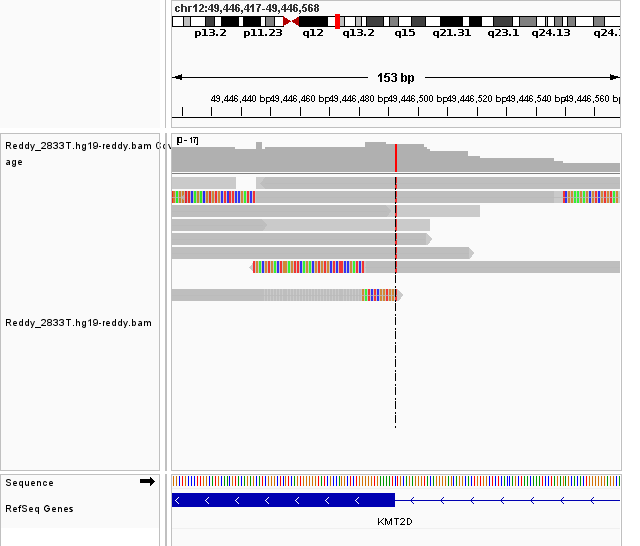 chr12:49,446,417-49,446,568
p13.2 p11.23 q12 q13.2 q15 q21.31 q23.1 q24.13 q24.
153 bp
49,446,440 bp 49,446,460 bp 49,446,480 bp 49,446,500 bp 49,446,520 bp 49,446,540 bp 49,446,560 bp
[0 - 17]
Reddy_2833T.hg19-reddy.bam Cov
age
Reddy_2833T.hg19-reddy.bam
Sequence
RefSeq Genes
KMT2D